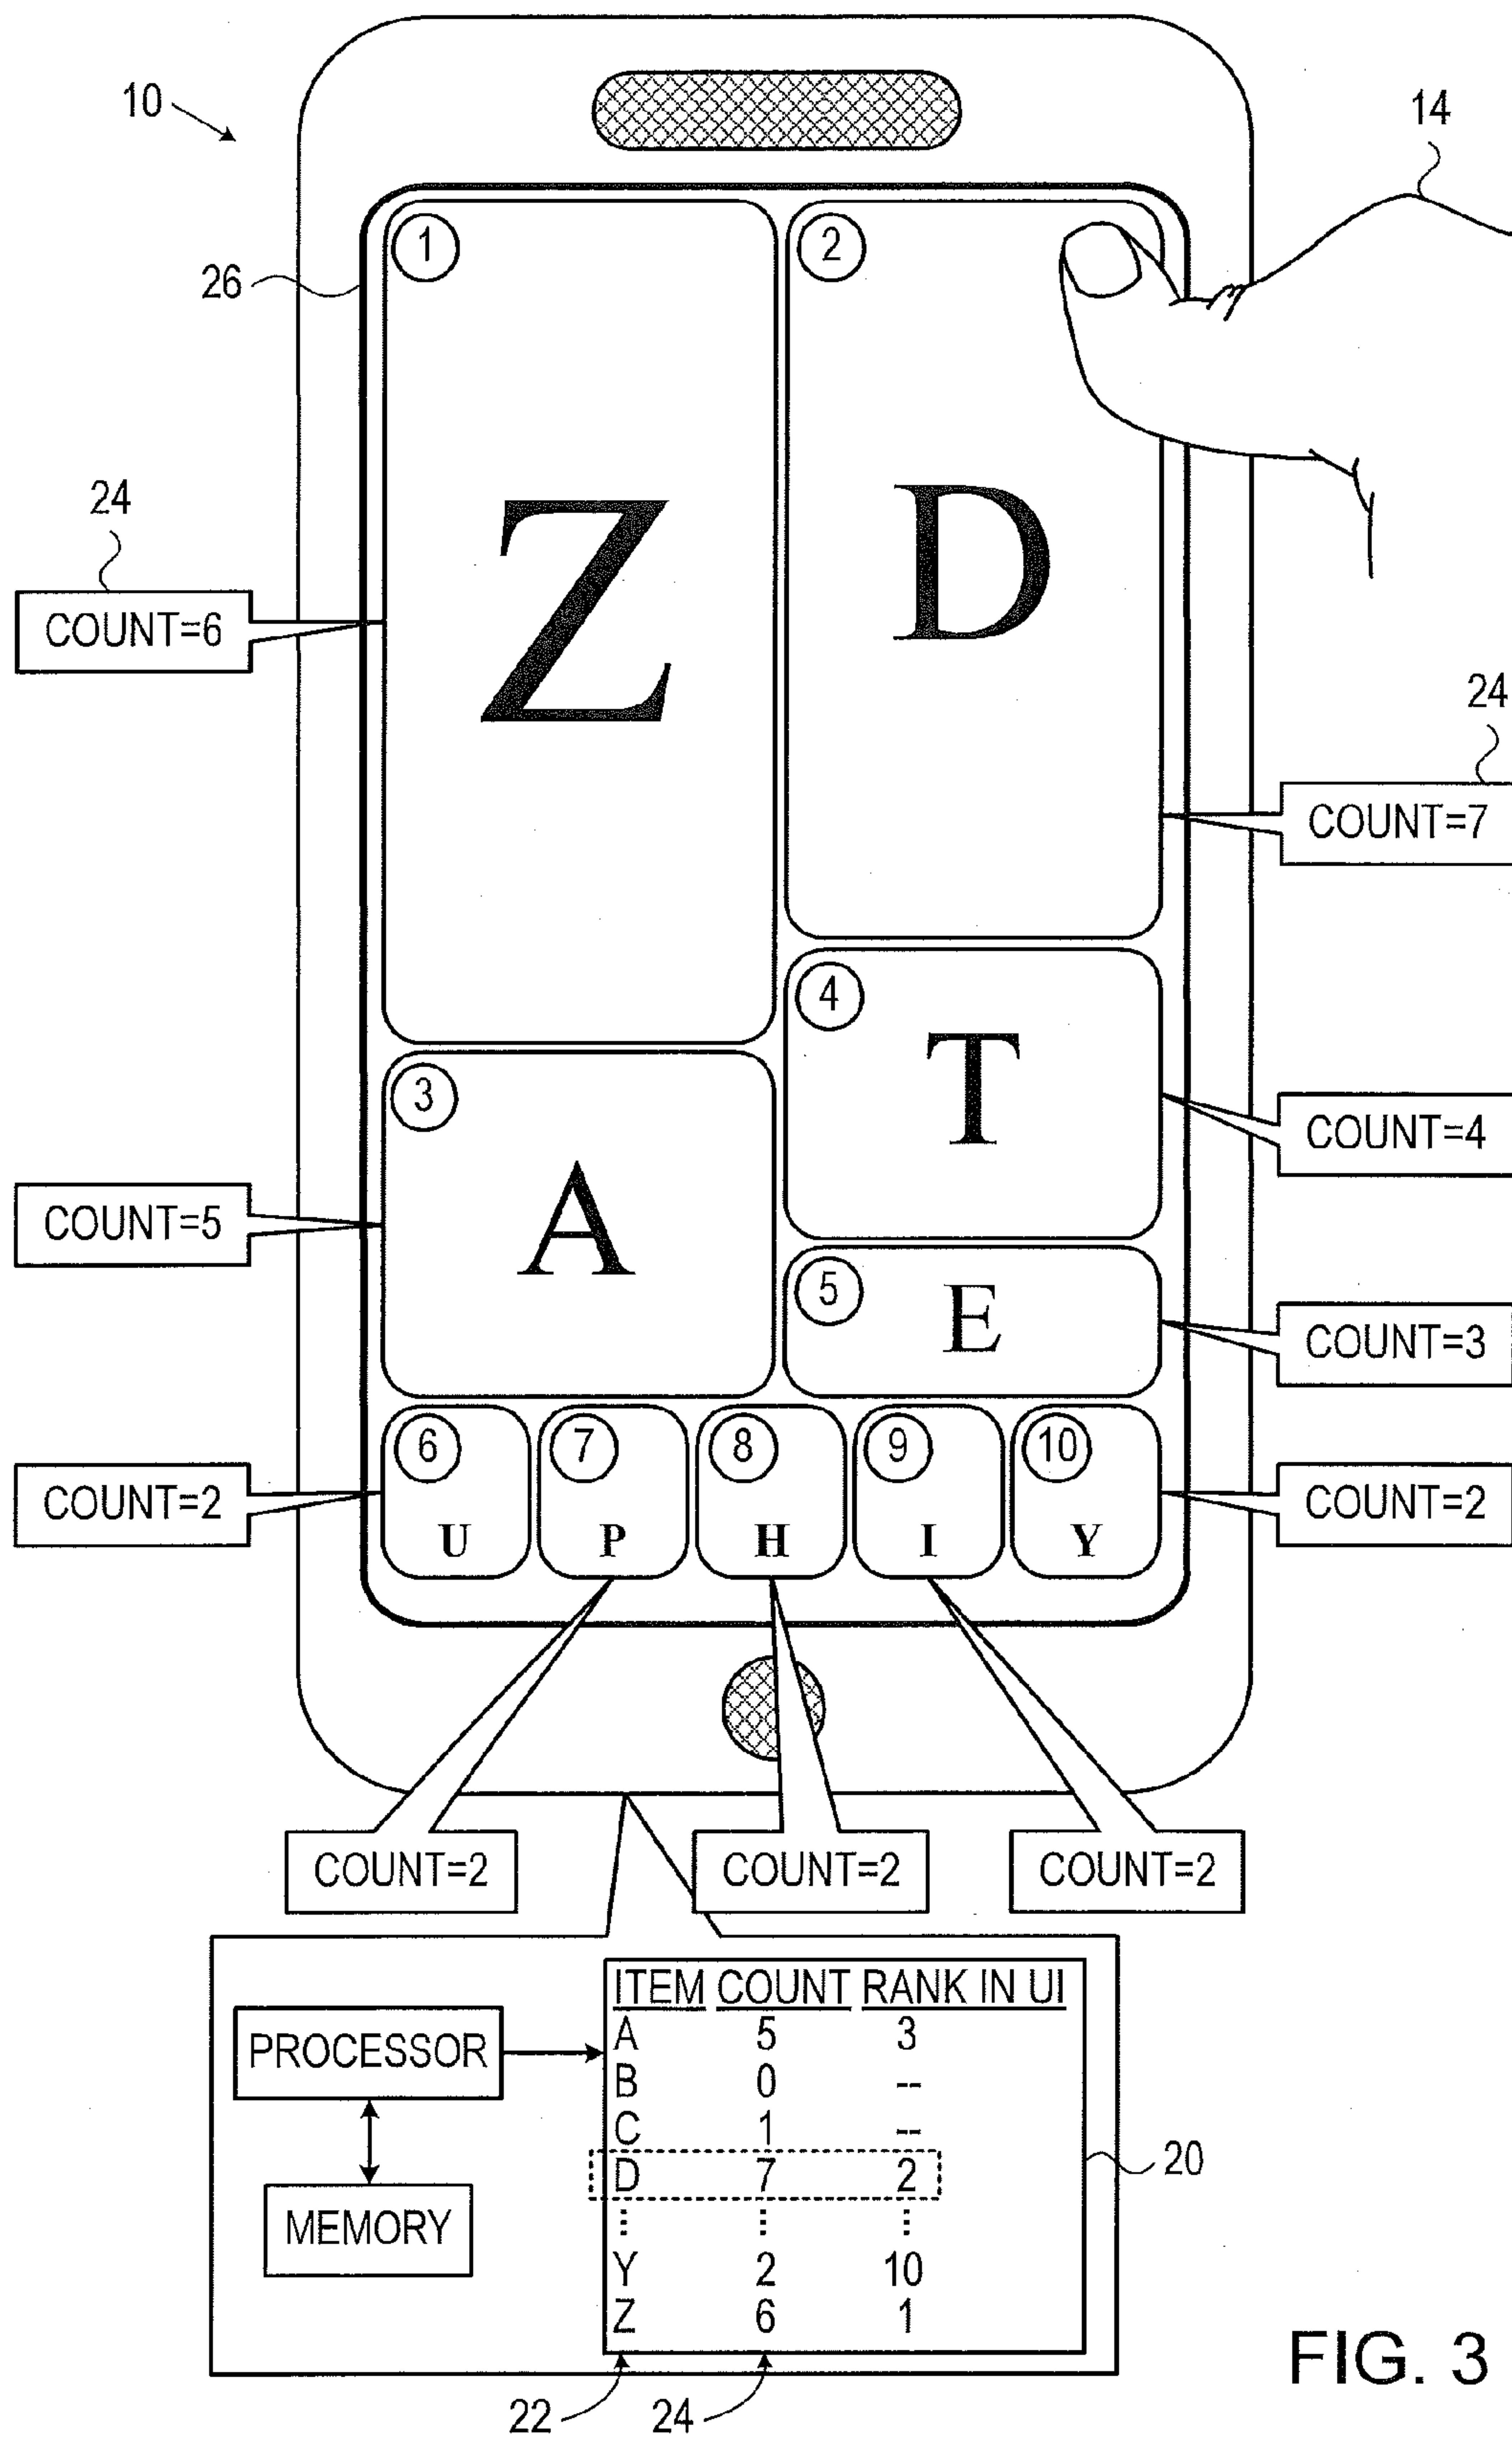 10
14
26
1
2
Z
D
24
COUNT=6
24
COUNT=7
4
T
COUNT=4
3
A
COUNT=5
5
E
COUNT=3
6
7
8
9
10
U
P
H
I
Y
COUNT=2
COUNT=2
COUNT=2
COUNT=2
COUNT=2
ITEM COUNT RANK IN UI
PROCESSOR
A 5 3
B 0 --
C 1 --
D 7 2
20
MEMORY
⋮ ⋮ ⋮
Y 2 10
Z 6 1
22
24
FIG. 3